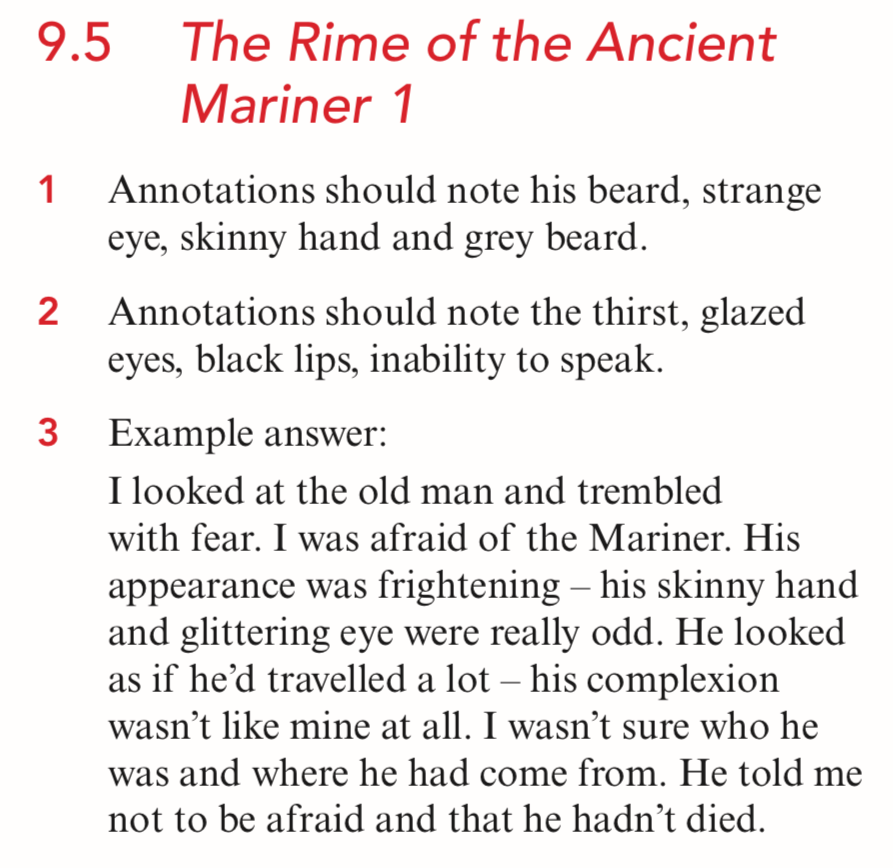 9.5 The Rime of the Ancient
Mariner 1
1 Annotations should note his beard, strange
eye, skinny hand and grey beard.
2 Annotations should note the thirst, glazed
eyes, black lips, inability to speak.
3 Example answer:
I looked at the old man and trembled
with fear. I was afraid of the Mariner. His
appearance was frightening – his skinny hand
and glittering eye were really odd. He looked
as if he’d travelled a lot – his complexion
wasn’t like mine at all. I wasn’t sure who he
was and where he had come from. He told me
not to be afraid and that he hadn’t died.